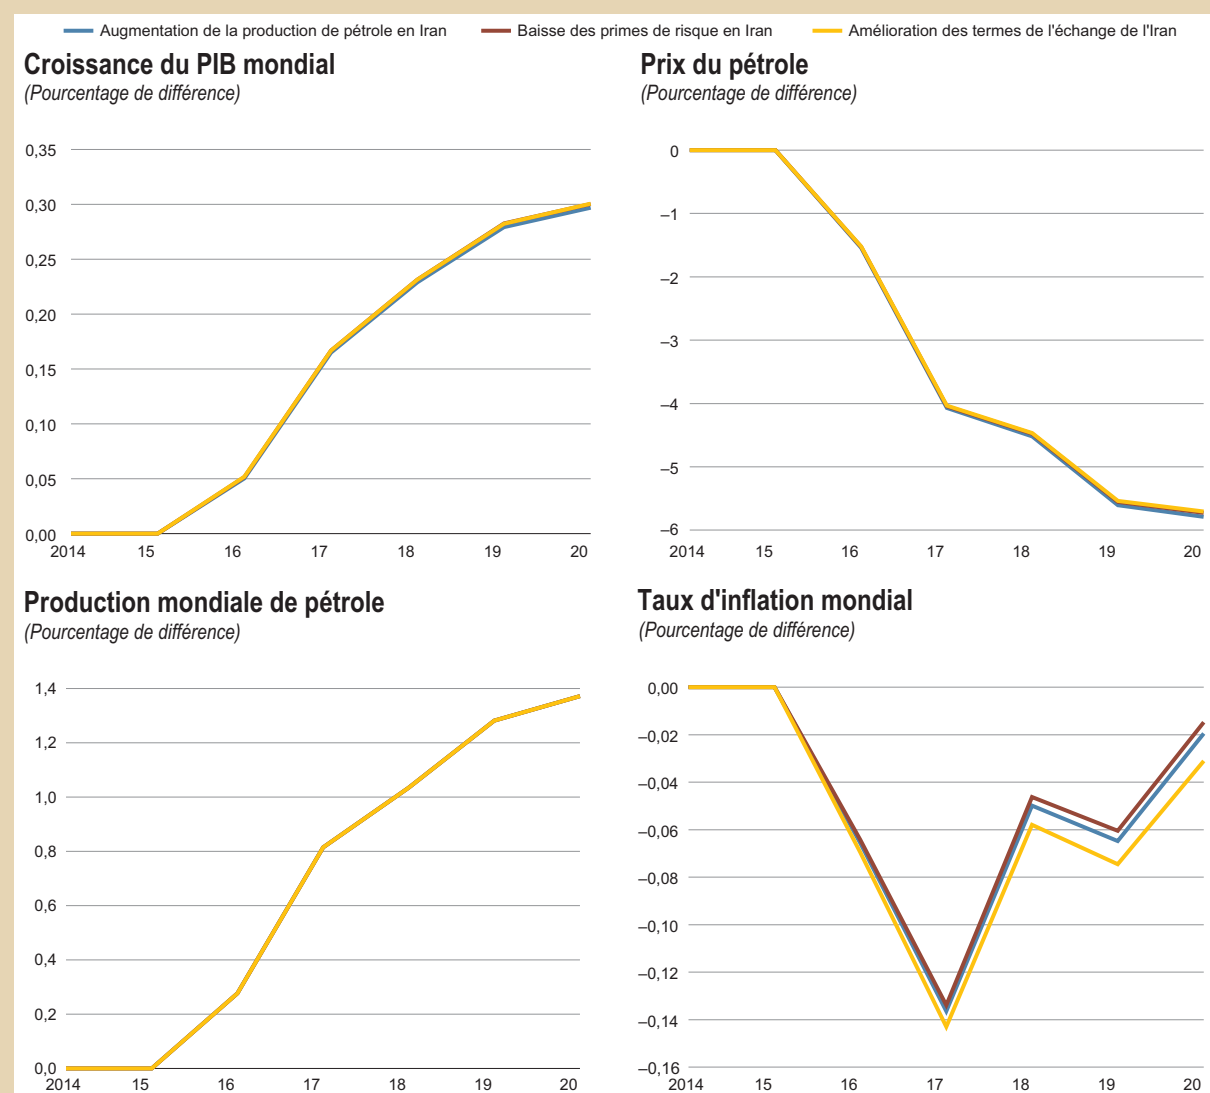 Augmentation de la production de pétrole en Iran Baisse des primes de risque en Iran Amélioration des termes de l'échange de l'Iran
Croissance du PIB mondial
(Pourcentage de différence)
0,35
0,30
0,25
0,20
0,15
0,10
0,05
0,00
2014 15 16 17 18 19 20
Prix du pétrole
(Pourcentage de différence)
0
–1
–2
–3
–4
–5
–6
2014 15 16 17 18 19 20
Production mondiale de pétrole
(Pourcentage de différence)
1,4
1,2
1,0
0,8
0,6
0,4
0,2
0,0
2014 15 16 17 18 19 20
Taux d'inflation mondial
(Pourcentage de différence)
0,00
–0,02
–0,04
–0,06
–0,08
–0,10
–0,12
–0,14
–0,16
2014 15 16 17 18 19 20